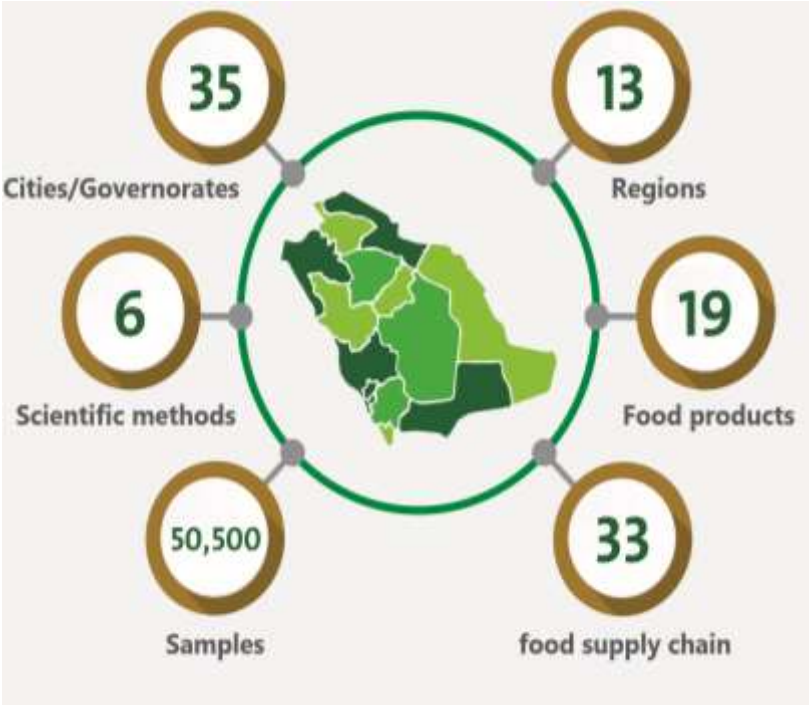 35
Cities/Governorates
13
Regions
6
Scientific methods
19
Food products
50,500
Samples
33
food supply chain